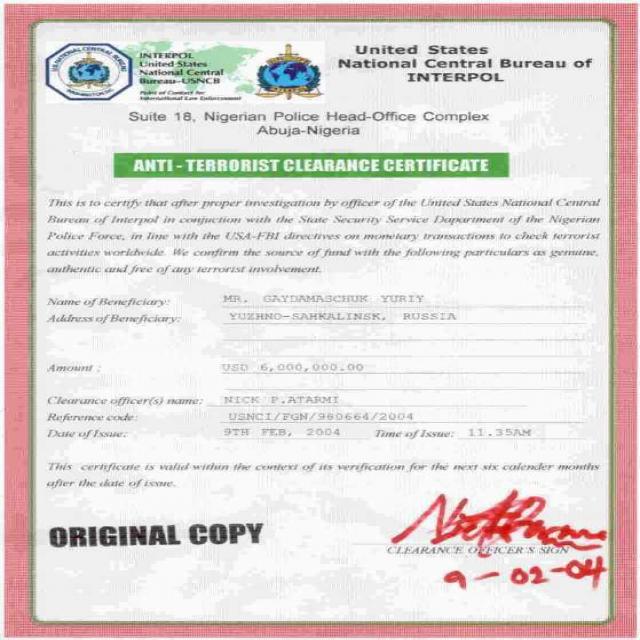 INTERPOL
United States
National Central
Bureau-USNCB
Point of Contact for
International Law Enforcement
United States
National Central Bureau of
INTERPOL
Suite 18, Nigerian Police Head-Office Complex
Abuja-Nigeria
ANTI - TERRORIST CLEARANCE CERTIFICATE
This is to certify that after proper investigation by officer of the United States National Central
Bureau of Interpol in conjuction with the State Security Service Dapartment of the Nigerian
Police Force, in line with the USA-FBI directives on monetary transactions to check terrorist
activities worldwide. We confirm the source of fund with the following particulars as genuine,
authentic and free of any terrorist involvement.
Name of Beneficiary: MR. GAYDAMASCHUK YURIY
Address of Beneficiary: YUZHNO-SAHKALINSK, RUSSIA
Amount : USD 6,000,000.00
Clearance officer(s) name: NICK P.ATARMI
Reference code: USNCI/FGN/980664/2004
Date of Issue: 9TH FEB, 2004 Time of Issue: 11.35AM
This certificate is valid within the context of its verification for the next six calender months
after the date of issue.
ORIGINAL COPY
CLEARANCE OFFICER'S SIGN
9-02-04